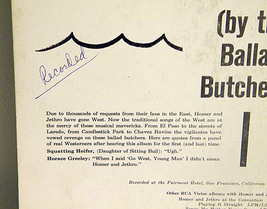 (by th
Balla
Butche
Recorded
Due to thousands of requests from their fans in the East, Homer and
Jethro have gone West. Now the traditional songs of the West are at
the mercy of these musical mavericks. From El Paso to the streets of
Laredo, from Candlestick Park to Chavez Ravine the vigilantes have
vowed revenge on these ballad butchers. Here are quotes from a panel
of real Westerners after hearing this album for the first (and last) time.
Squatting Heifer, (Daughter of Sitting Bull): "Ugh."
Horace Greeley: "When I said 'Go West, Young Man' I didn't mean
Homer and Jethro."
Recorded at the Fairmont Hotel, San Francisco, California
Other RCA Victor albums with Homer and J
Homer and Jethro at the Convention
Playing It Straight LPM/LS